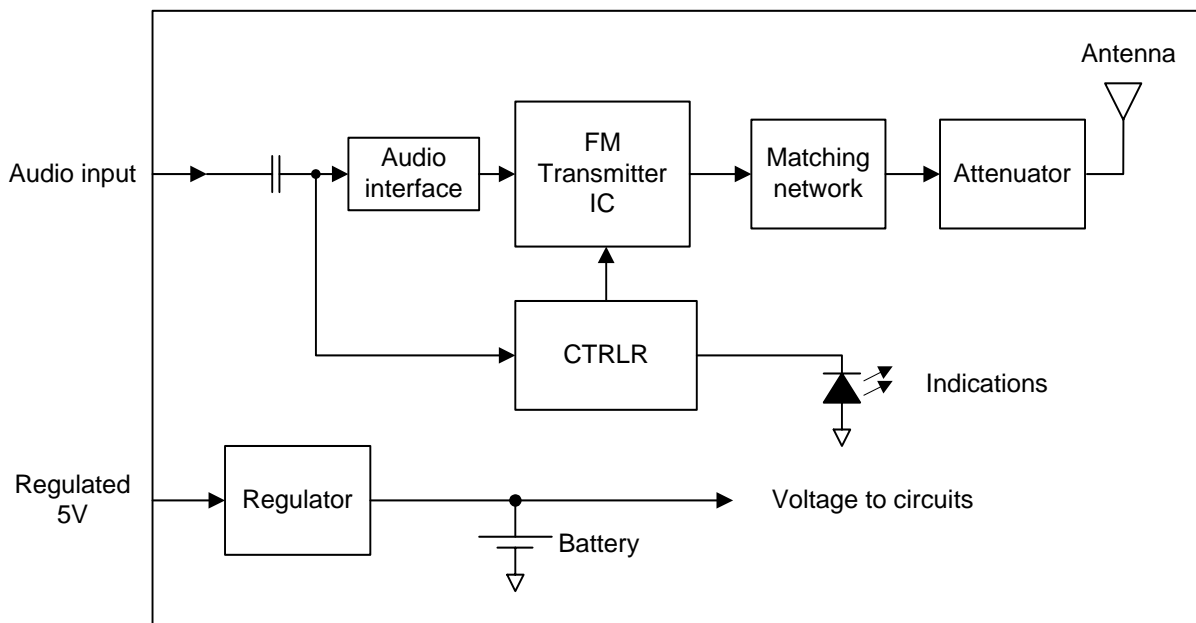 Antenna
Audio input
Audio
interface
FM
Transmitter
IC
Matching
network
Attenuator
CTRLR
Indications
Regulated
5V
Regulator
Voltage to circuits
Battery